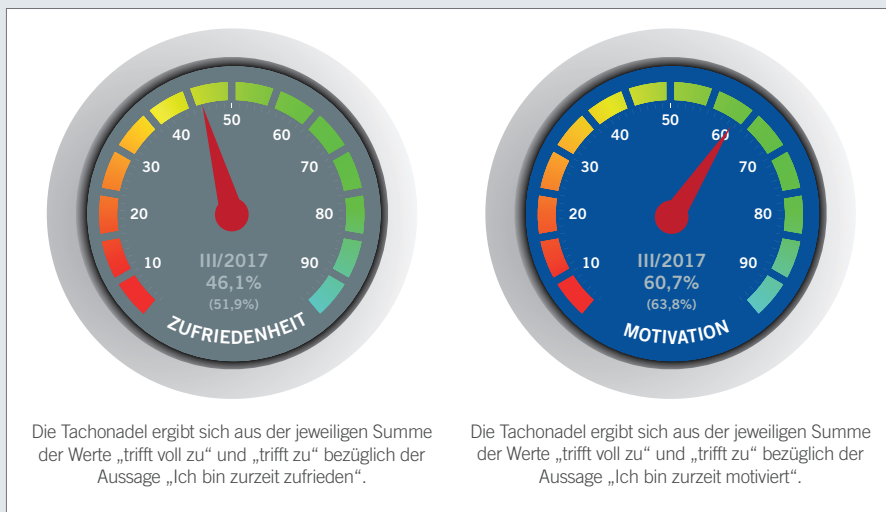 10
20
30
40
50
60
70
80
90
III/2017
46,1%
(51,9%)
ZUFRIEDENHEIT
Die Tachonadel ergibt sich aus der jeweiligen Summe
der Werte „trifft voll zu“ und „trifft zu“ bezüglich der
Aussage „Ich bin zurzeit zufrieden“.
10
20
30
40
50
60
70
80
90
III/2017
60,7%
(63,8%)
MOTIVATION
Die Tachonadel ergibt sich aus der jeweiligen Summe
der Werte „trifft voll zu“ und „trifft zu“ bezüglich der
Aussage „Ich bin zurzeit motiviert“.